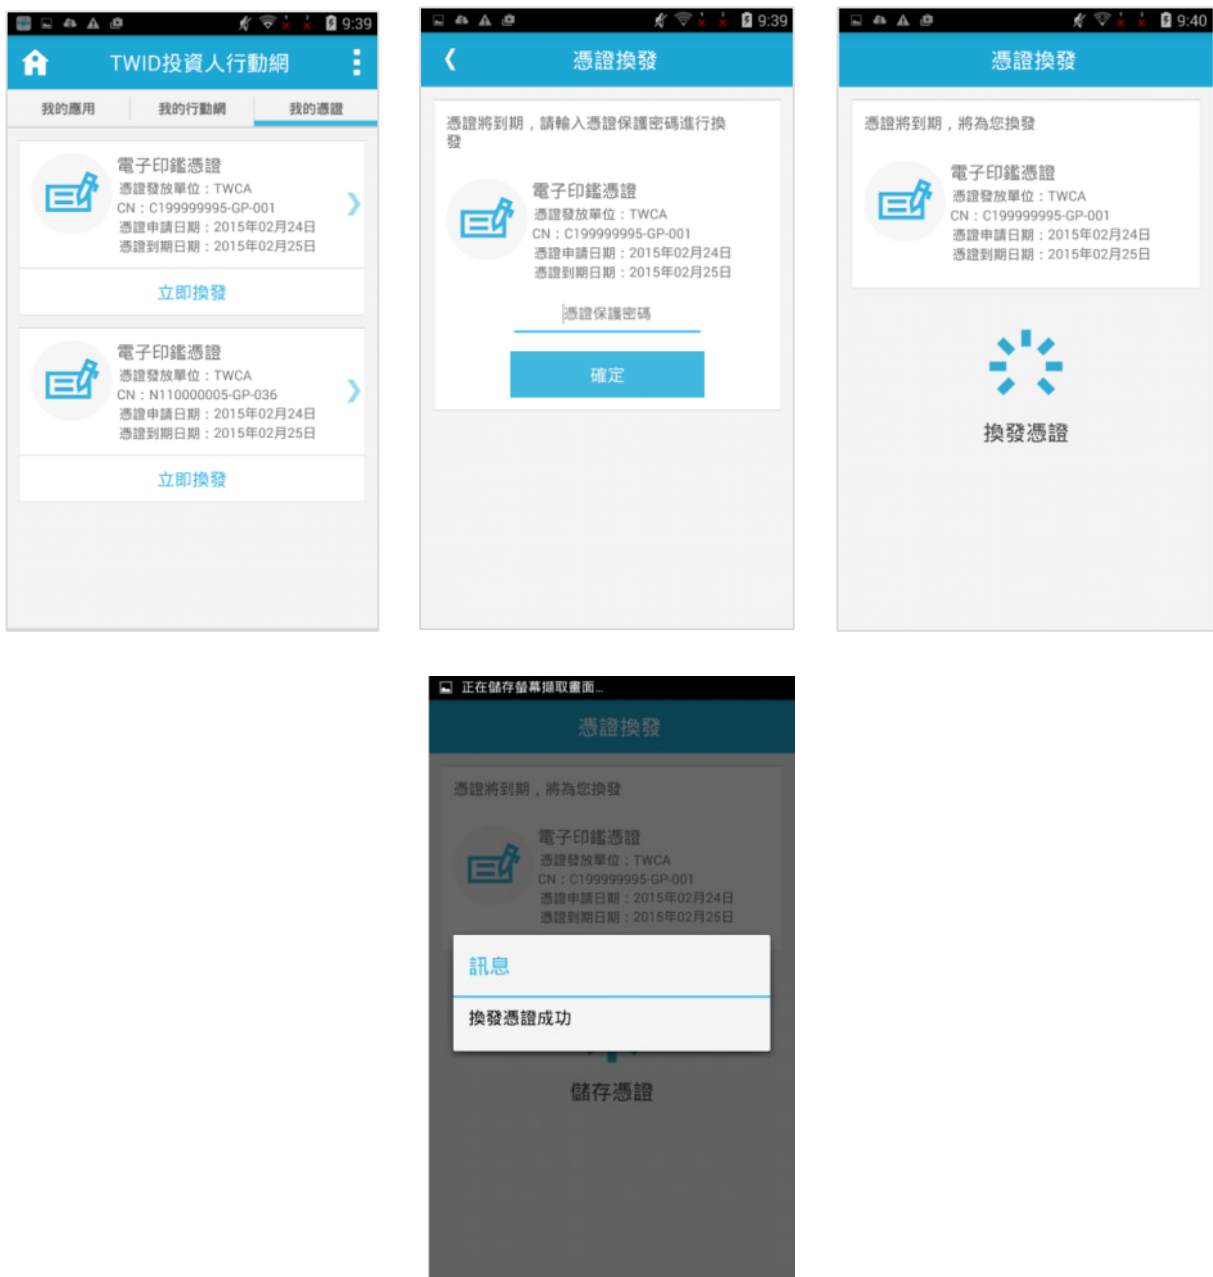 9:39
TWID投資人行動網
我的應用 我的行動網 我的憑證
電子印鑑憑證
憑證發放單位：TWCA
CN：C199999995-GP-001
憑證申請日期：2015年02月24日
憑證到期日期：2015年02月25日
立即換發
電子印鑑憑證
憑證發放單位：TWCA
CN：N110000005-GP-036
憑證申請日期：2015年02月24日
憑證到期日期：2015年02月25日
立即換發
9:39
憑證換發
憑證將到期，請輸入憑證保護密碼進行換
發
電子印鑑憑證
憑證發放單位：TWCA
CN：C199999995-GP-001
憑證申請日期：2015年02月24日
憑證到期日期：2015年02月25日
憑證保護密碼
確定
9:40
憑證換發
憑證將到期，將為您換發
電子印鑑憑證
憑證發放單位：TWCA
CN：C199999995-GP-001
憑證申請日期：2015年02月24日
憑證到期日期：2015年02月25日
換發憑證
正在儲存螢幕擷取畫面...
憑證換發
憑證將到期，將為您換發
電子印鑑憑證
憑證發放單位：TWCA
CN：C199999995-GP-001
憑證申請日期：2015年02月24日
憑證到期日期：2015年02月25日
訊息
換發憑證成功
儲存憑證